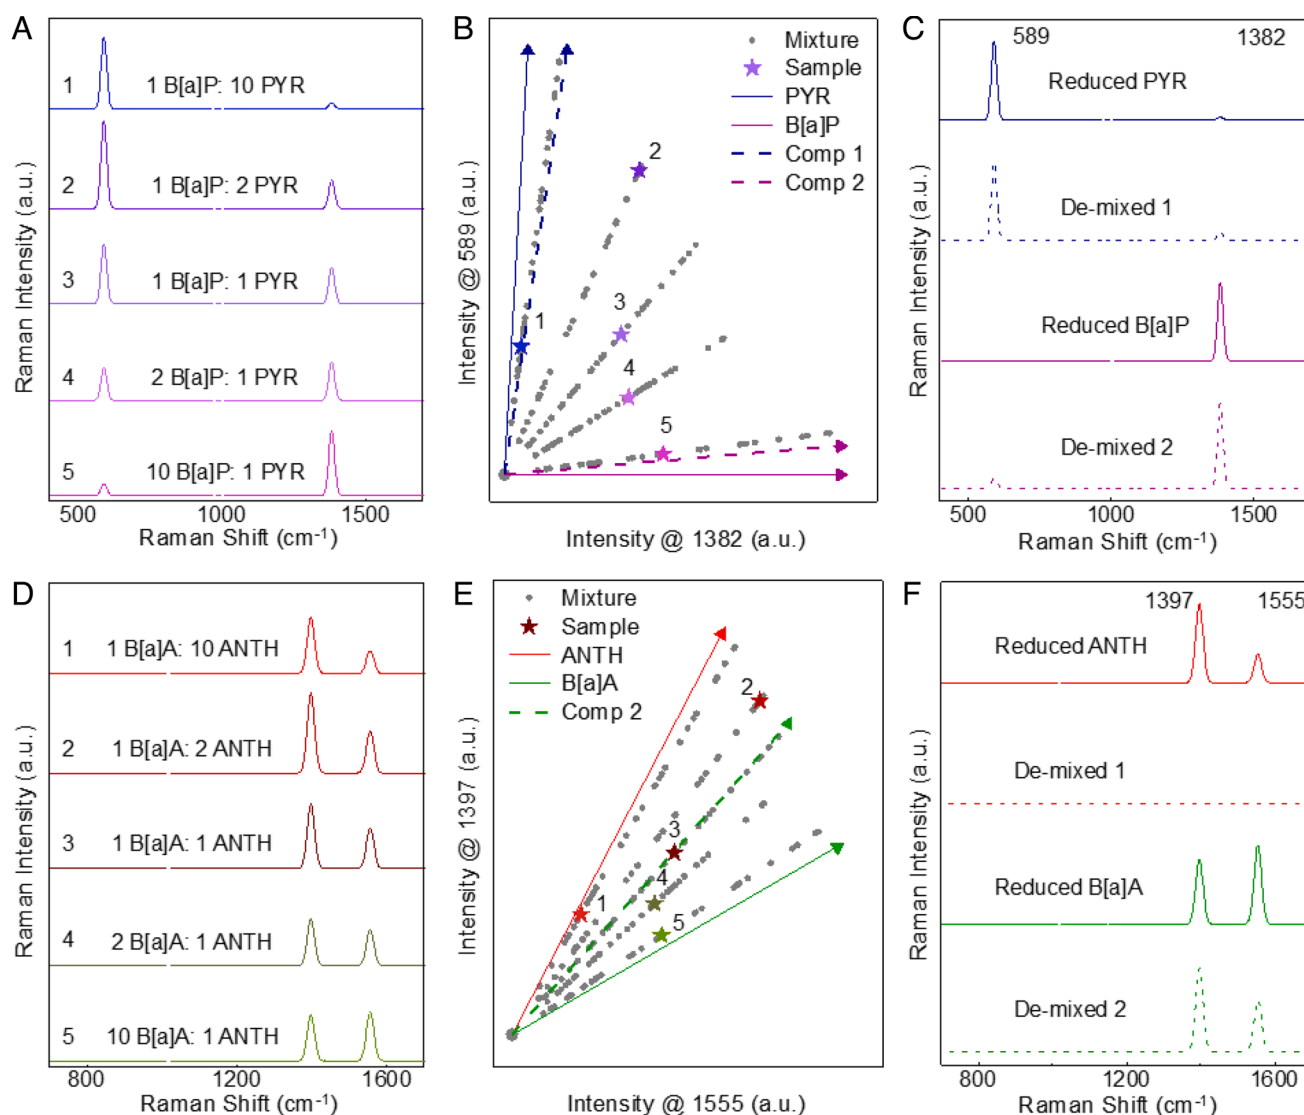 A
1
1 B[a]P: 10 PYR
2
1 B[a]P: 2 PYR
3
1 B[a]P: 1 PYR
4
2 B[a]P: 1 PYR
5
10 B[a]P: 1 PYR
500
1000
1500
Raman Shift (cm⁻¹)
Raman Intensity (a.u.)
B
Mixture
Sample
PYR
B[a]P
Comp 1
Comp 2
1
2
3
4
5
Intensity @ 589 (a.u.)
Intensity @ 1382 (a.u.)
C
589
1382
Reduced PYR
De-mixed 1
Reduced B[a]P
De-mixed 2
500
1000
1500
Raman Shift (cm⁻¹)
Raman Intensity (a.u.)
D
1
1 B[a]A: 10 ANTH
2
1 B[a]A: 2 ANTH
3
1 B[a]A: 1 ANTH
4
2 B[a]A: 1 ANTH
5
10 B[a]A: 1 ANTH
800
1200
1600
Raman Shift (cm⁻¹)
Raman Intensity (a.u.)
E
Mixture
Sample
ANTH
B[a]A
Comp 2
2
3
4
1
5
Intensity @ 1397 (a.u.)
Intensity @ 1555 (a.u.)
F
1397
1555
Reduced ANTH
De-mixed 1
Reduced B[a]A
De-mixed 2
800
1200
1600
Raman Shift (cm⁻¹)
Raman Intensity (a.u.)